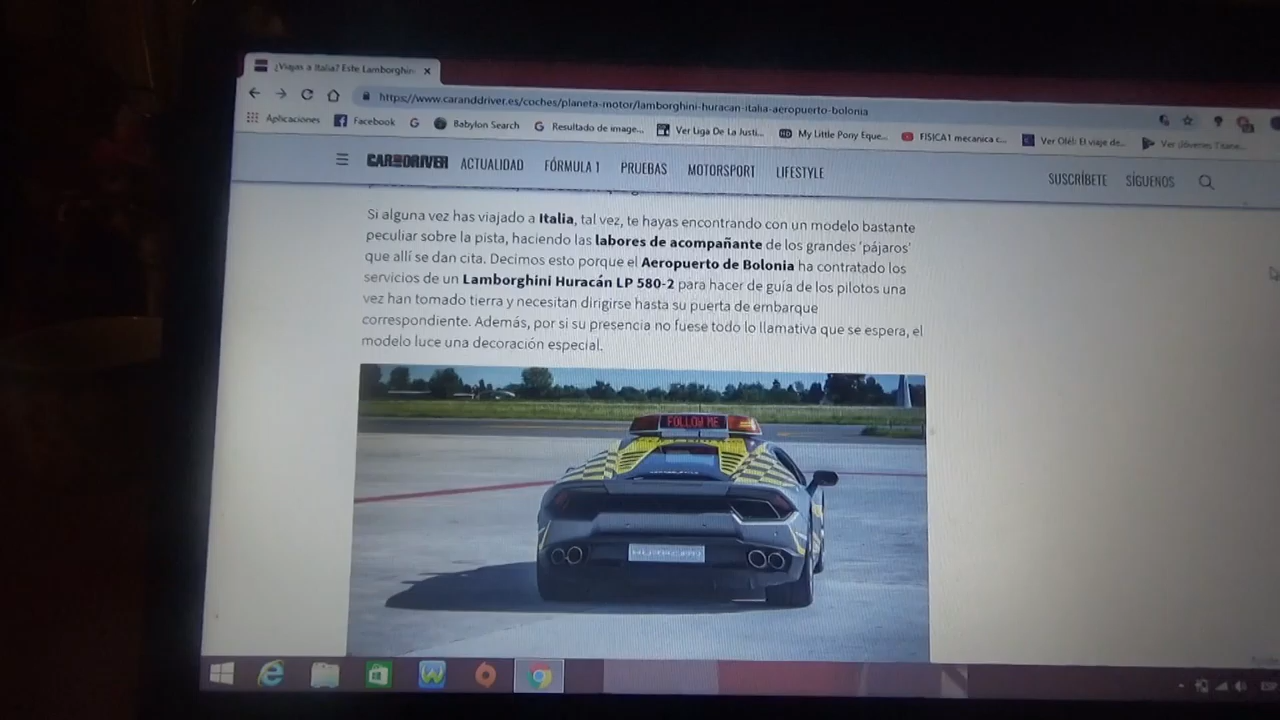 ¿Viajas a Italia? Este Lamborghin
https://www.caranddriver.es/coches/planeta-motor/lamborghini-huracan-italia-aeropuerto-bolonia
Aplicaciones Facebook Babylon Search Resultado de image... Ver Liga De La Justi... My Little Pony Eque... FISICA1 mecanica c... Ver Olé!: El viaje de... Ver Jóvenes Titane...
CAR AND DRIVER ACTUALIDAD FÓRMULA 1 PRUEBAS MOTORSPORT LIFESTYLE SUSCRÍBETE SÍGUENOS
Si alguna vez has viajado a Italia, tal vez, te hayas encontrando con un modelo bastante
peculiar sobre la pista, haciendo las labores de acompañante de los grandes 'pájaros'
que allí se dan cita. Decimos esto porque el Aeropuerto de Bolonia ha contratado los
servicios de un Lamborghini Huracán LP 580-2 para hacer de guía de los pilotos una
vez han tomado tierra y necesitan dirigirse hasta su puerta de embarque
correspondiente. Además, por si su presencia no fuese todo lo llamativa que se espera, el
modelo luce una decoración especial.
FOLLOW ME